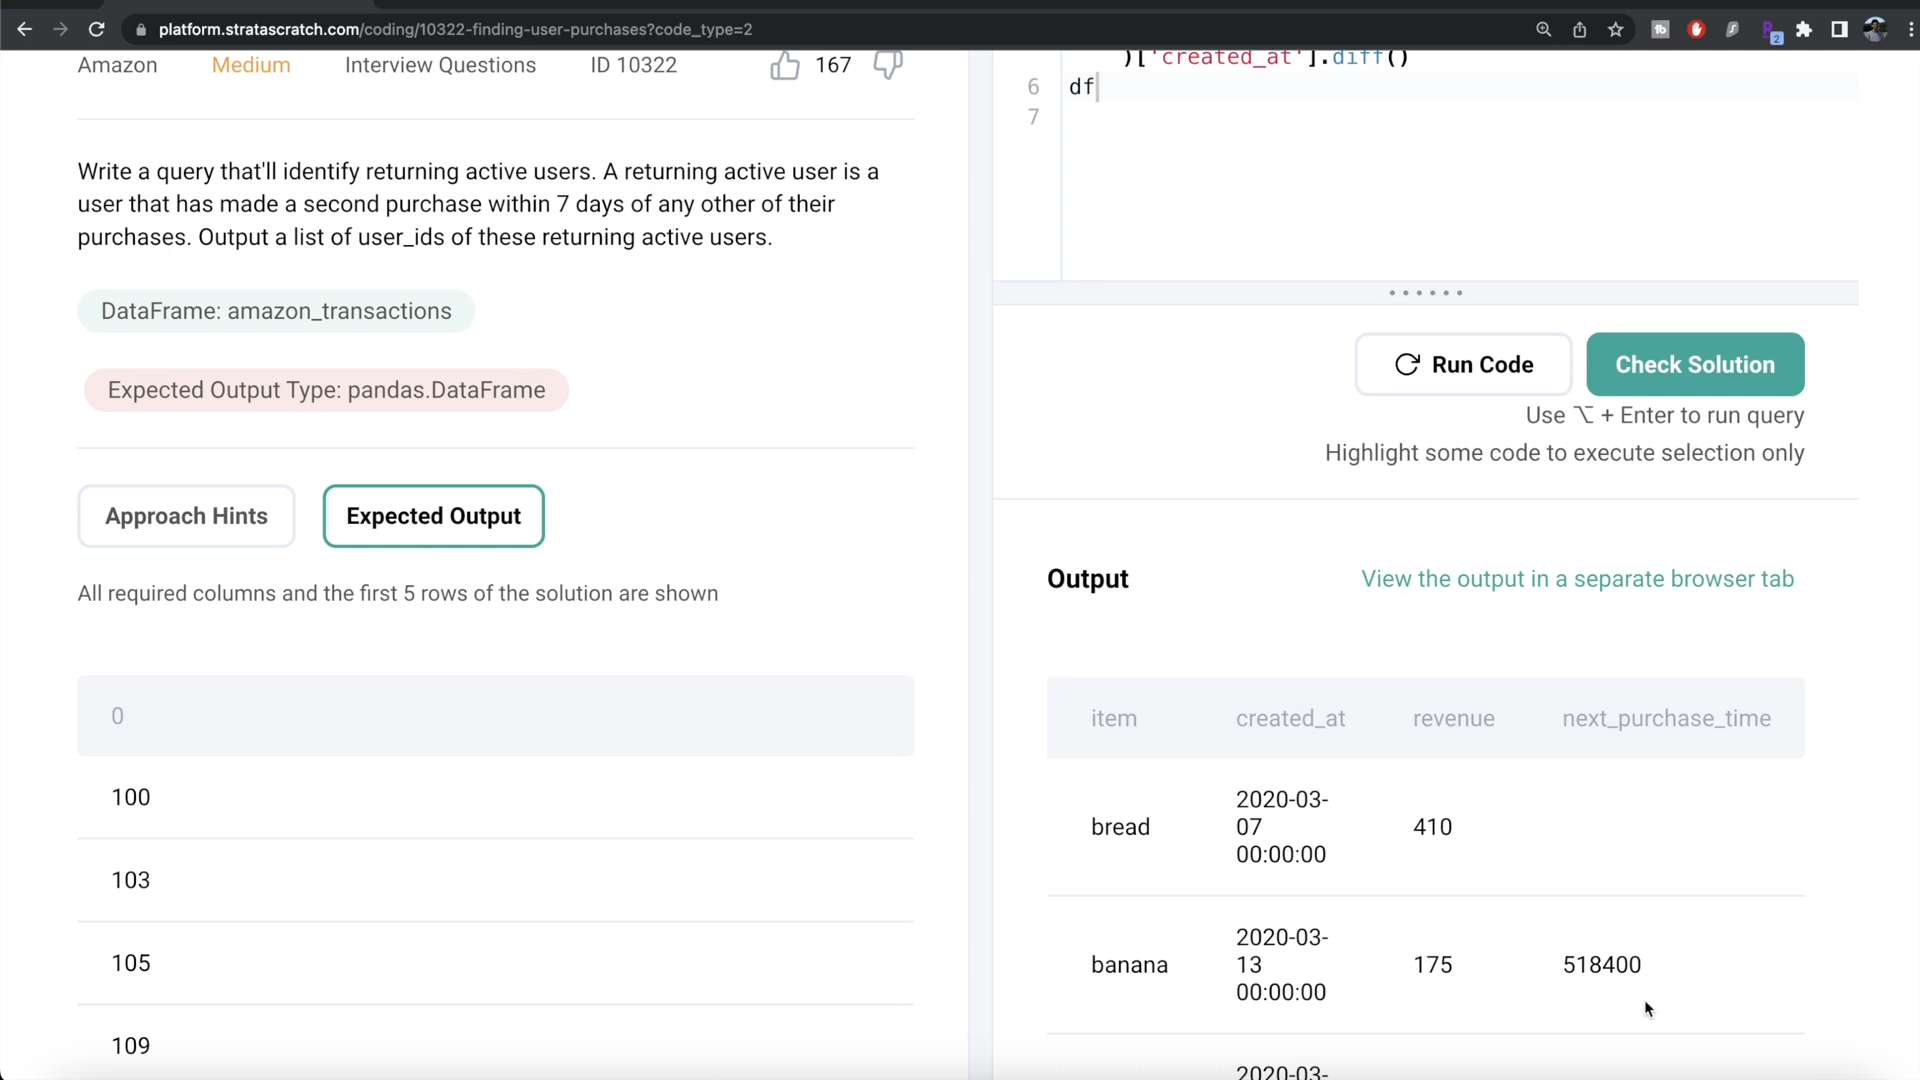 platform.stratascratch.com/coding/10322-finding-user-purchases?code_type=2
2
Amazon Medium Interview Questions ID 10322 167
Write a query that'll identify returning active users. A returning active user is a
user that has made a second purchase within 7 days of any other of their
purchases. Output a list of user_ids of these returning active users.
DataFrame: amazon_transactions
Expected Output Type: pandas.DataFrame
Approach Hints Expected Output
All required columns and the first 5 rows of the solution are shown
0
100
103
105
109
)['created_at'].diff()
6 df
7
Run Code Check Solution
Use ⌥ + Enter to run query
Highlight some code to execute selection only
Output View the output in a separate browser tab
item created_at revenue next_purchase_time
2020-03-
bread 07 410
00:00:00
2020-03-
banana 13 175 518400
00:00:00
2020-03-